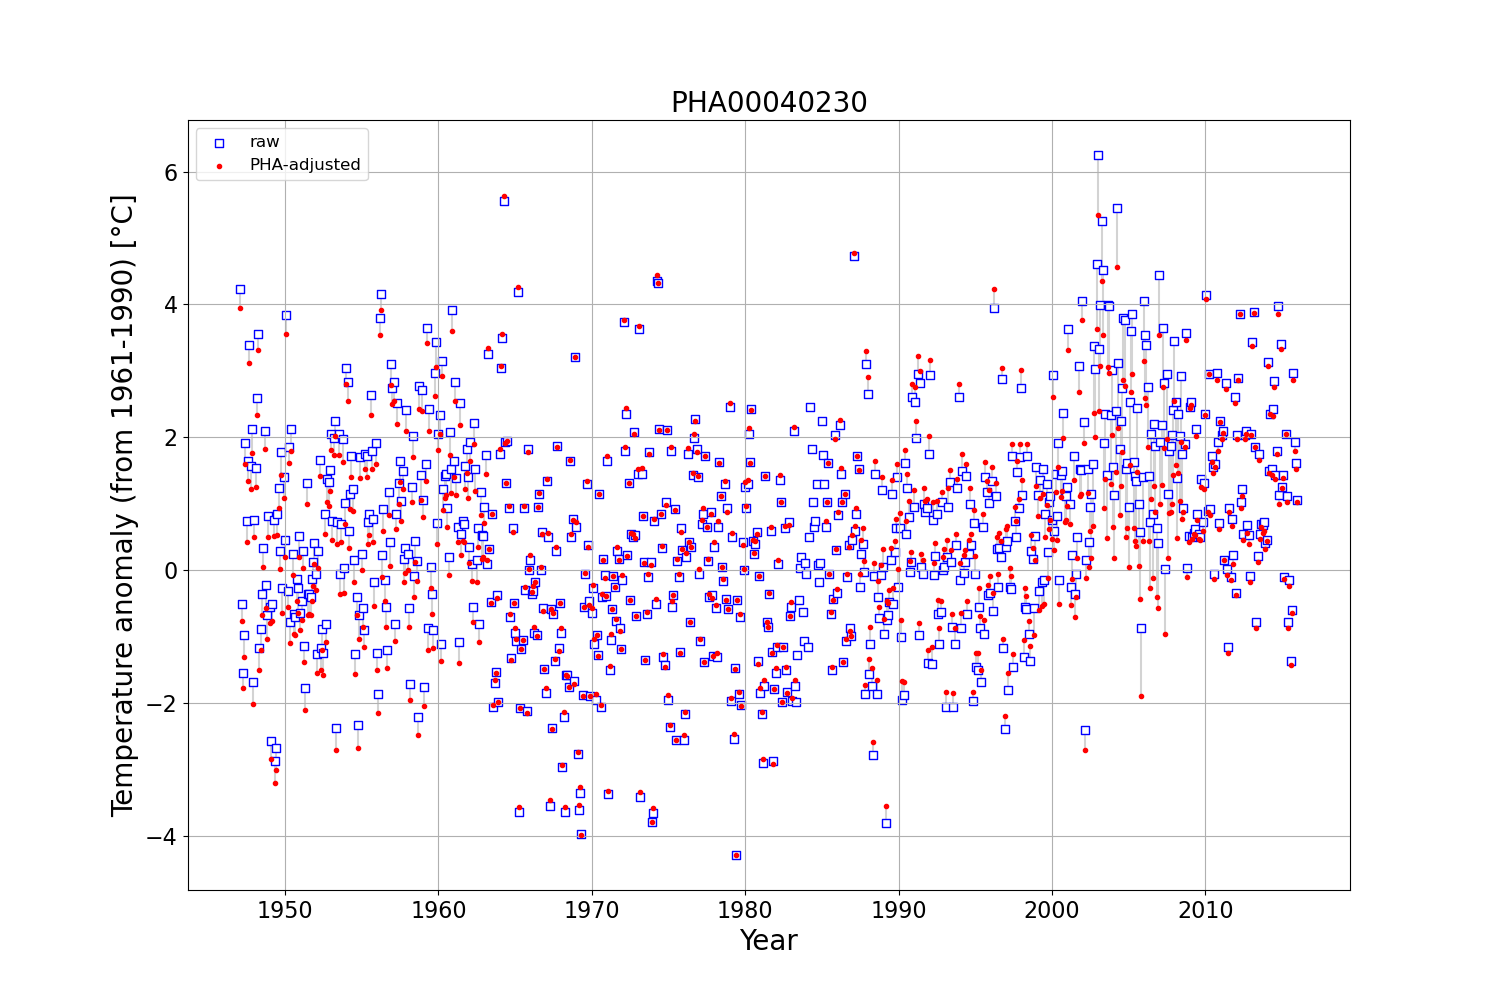 PHA00040230
raw
PHA-adjusted
Temperature anomaly (from 1961-1990) [°C]
6
4
2
0
−2
−4
1950 1960 1970 1980 1990 2000 2010
Year